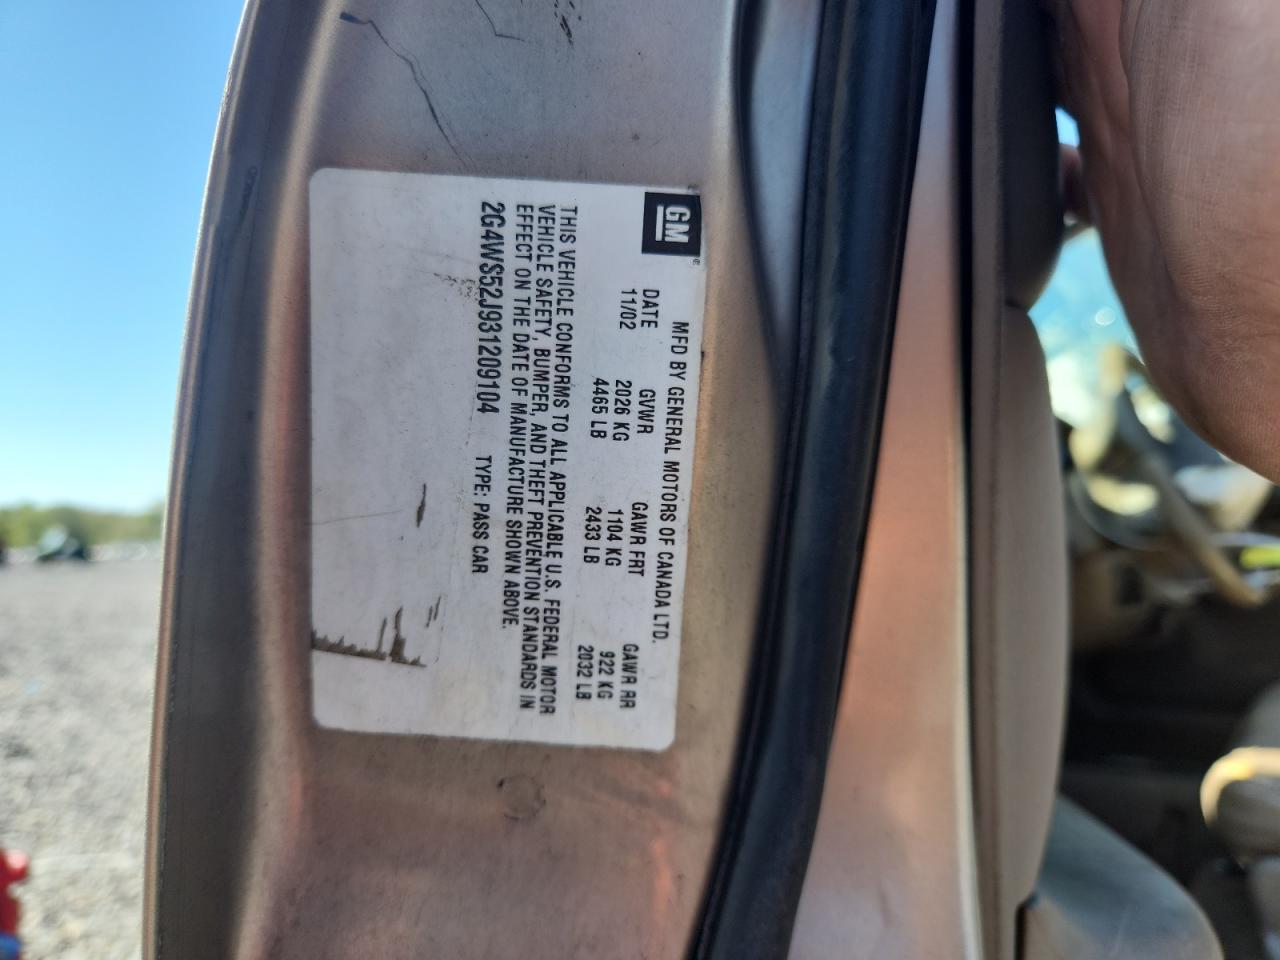 GM
MFD BY GENERAL MOTORS OF CANADA LTD.
DATE GVWR GAWR FRT GAWR RR
11/02 2026 KG 1104 KG 922 KG
4465 LB 2433 LB 2032 LB
THIS VEHICLE CONFORMS TO ALL APPLICABLE U.S. FEDERAL MOTOR
VEHICLE SAFETY, BUMPER, AND THEFT PREVENTION STANDARDS IN
EFFECT ON THE DATE OF MANUFACTURE SHOWN ABOVE.
2G4WS52J931209104 TYPE: PASS CAR